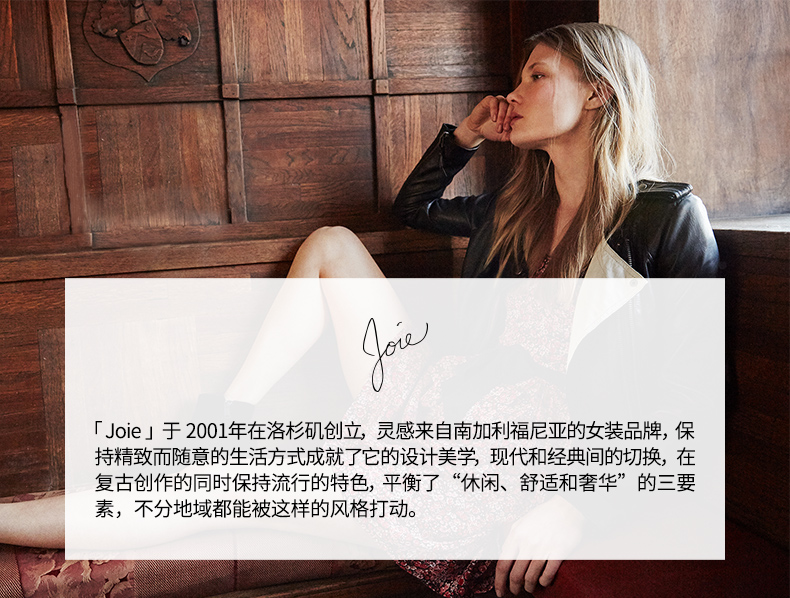 Joie
「Joie」于 2001年在洛杉矶创立，灵感来自南加利福尼亚的女装品牌，保
持精致而随意的生活方式成就了它的设计美学，现代和经典间的切换，在
复古创作的同时保持流行的特色，平衡了“休闲、舒适和奢华”的三要
素，不分地域都能被这样的风格打动。